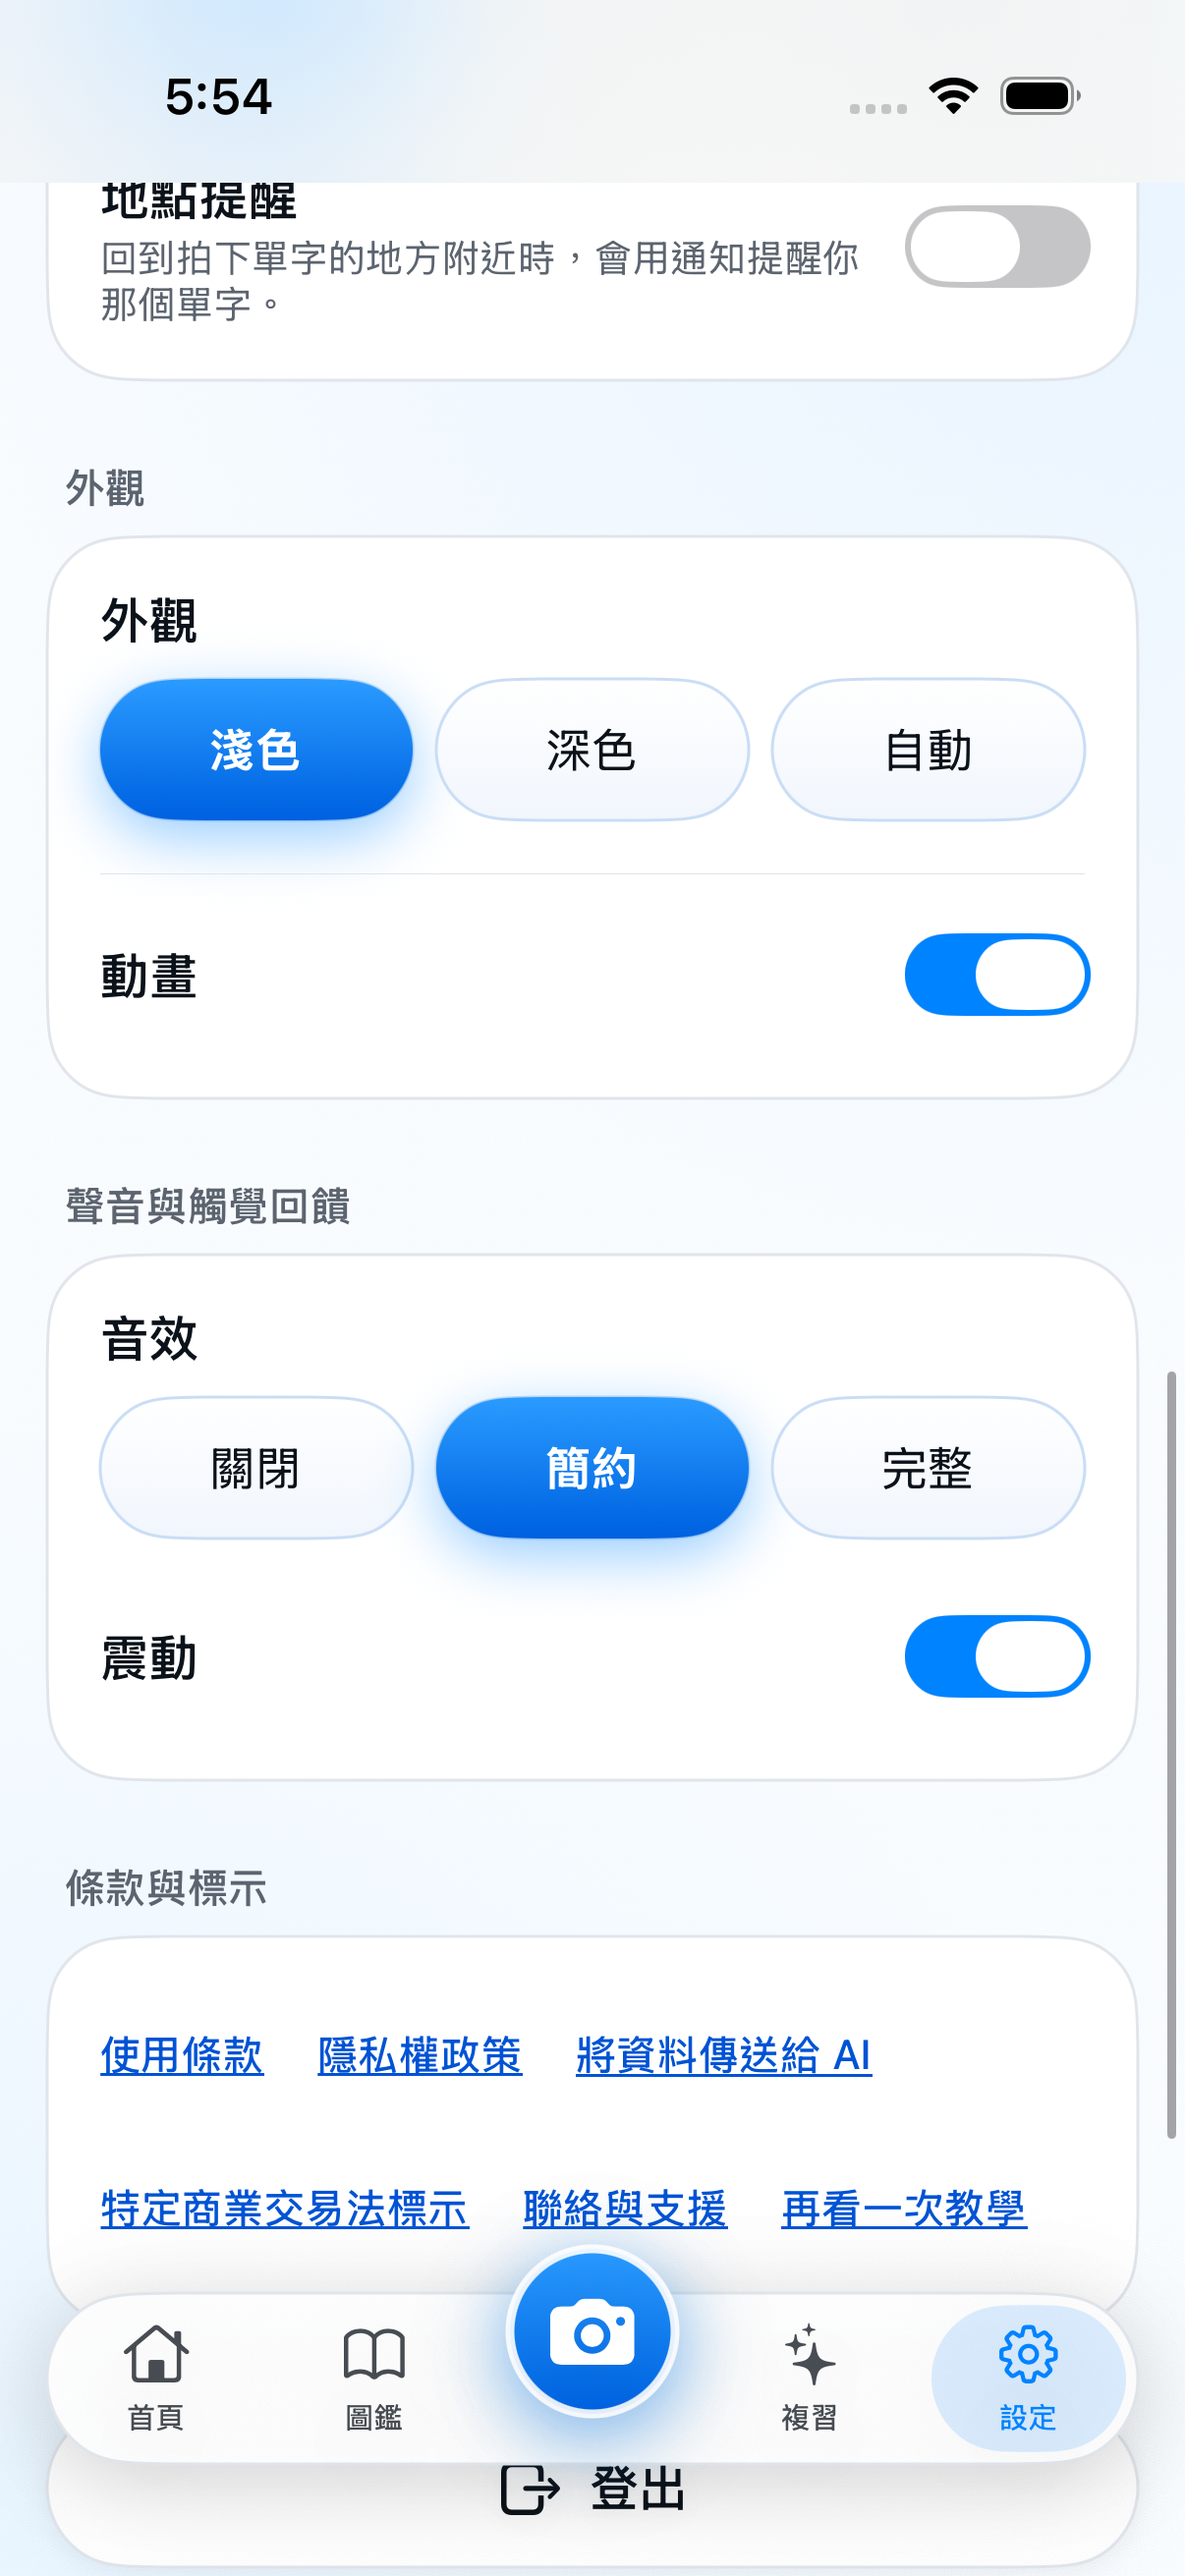 5:54
地點提醒
回到拍下單字的地方附近時，會用通知提醒你
那個單字。
外觀
外觀
淺色
深色
自動
動畫
聲音與觸覺回饋
音效
關閉
簡約
完整
震動
條款與標示
使用條款 隱私權政策 將資料傳送給 AI
特定商業交易法標示 聯絡與支援 再看一次教學
首頁
圖鑑
複習
設定
登出